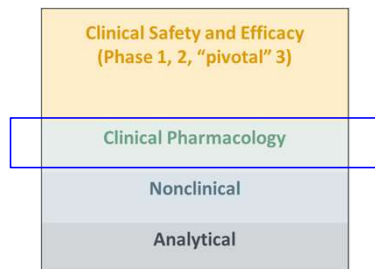 Clinical Safety and Efficacy
(Phase 1, 2, “pivotal” 3)
Clinical Pharmacology
Nonclinical
Analytical